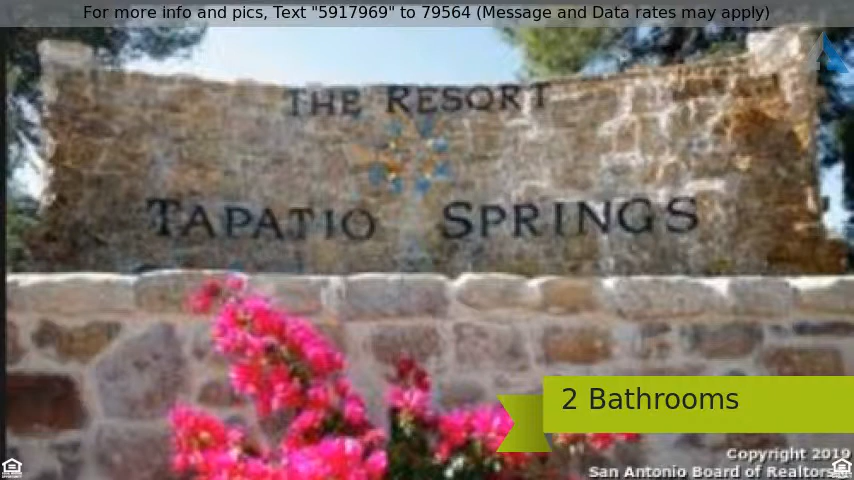 For more info and pics, Text "5917969" to 79564 (Message and Data rates may apply)
THE RESORT
TAPATIO SPRINGS
2 Bathrooms
Copyright 2019
San Antonio Board of Realtors